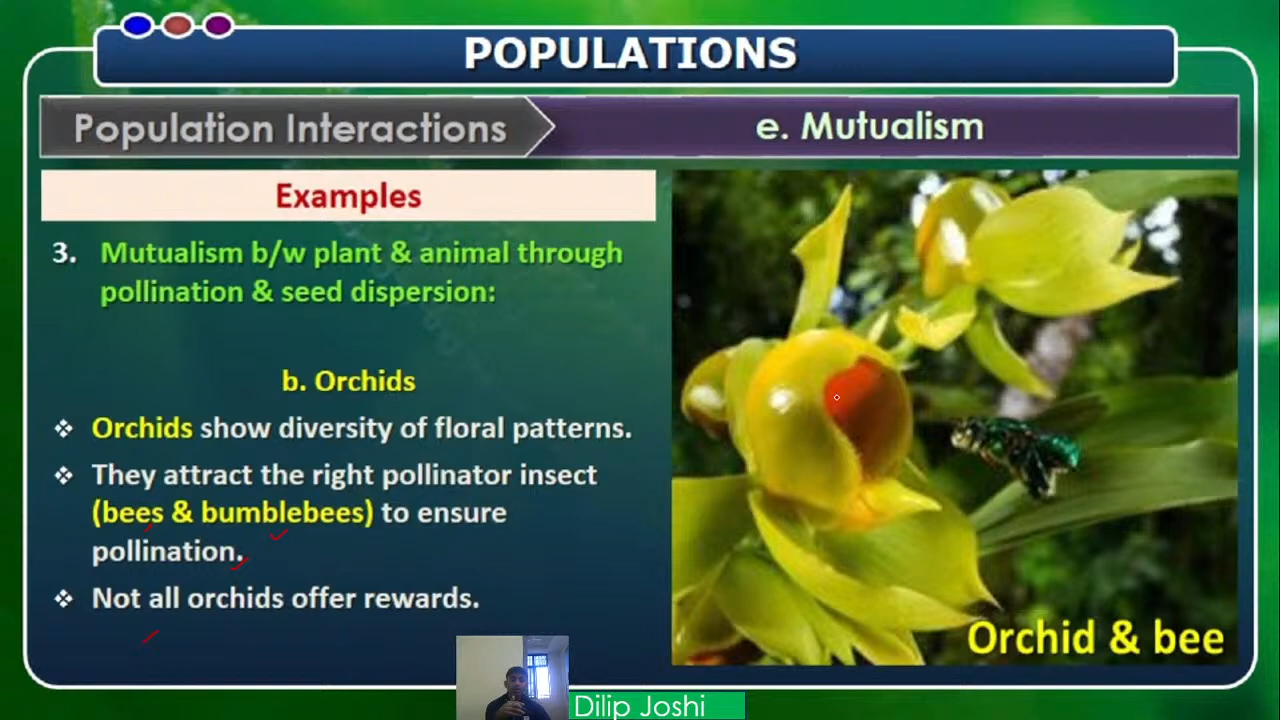 POPULATIONS
Population Interactions
e. Mutualism
Examples
3. Mutualism b/w plant & animal through
pollination & seed dispersion:
b. Orchids
❖ Orchids show diversity of floral patterns.
❖ They attract the right pollinator insect
(bees & bumblebees) to ensure
pollination.
❖ Not all orchids offer rewards.
Orchid & bee
Dilip Joshi